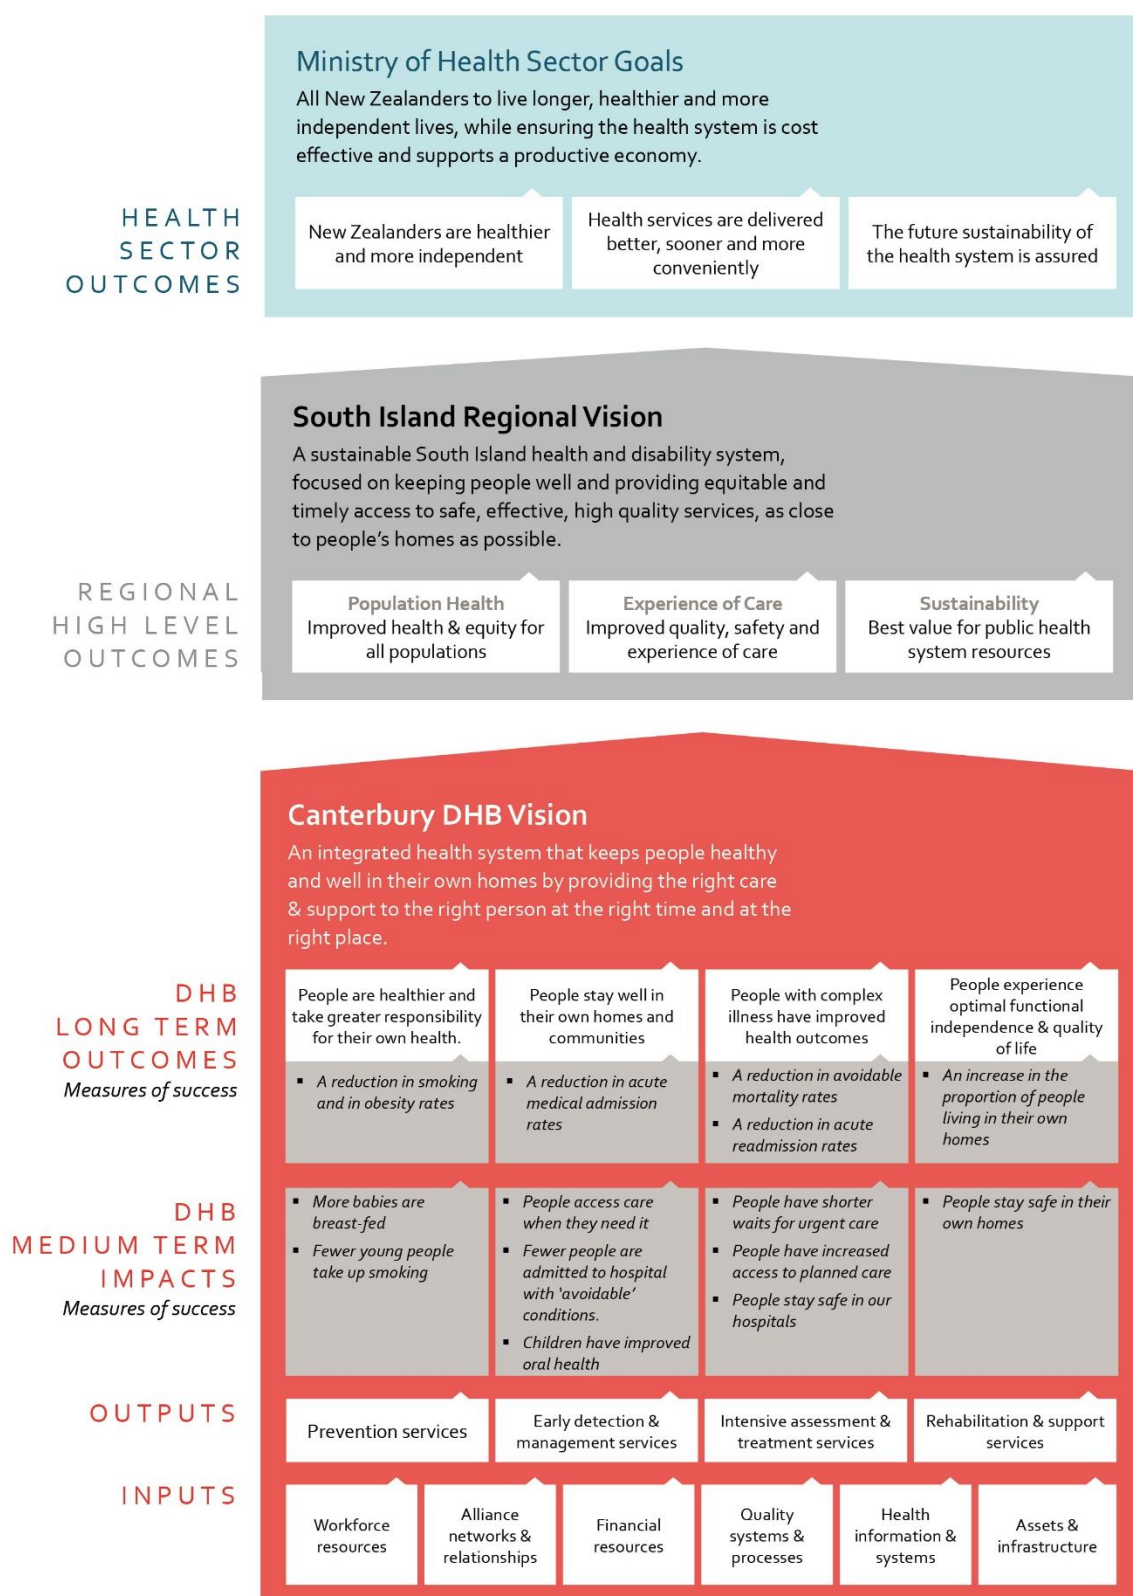 Ministry of Health Sector Goals
All New Zealanders to live longer, healthier and more
independent lives, while ensuring the health system is cost
effective and supports a productive economy.
HEALTH
SECTOR
OUTCOMES
New Zealanders are healthier
and more independent
Health services are delivered
better, sooner and more
conveniently
The future sustainability of
the health system is assured
South Island Regional Vision
A sustainable South Island health and disability system,
focused on keeping people well and providing equitable and
timely access to safe, effective, high quality services, as close
to people's homes as possible.
REGIONAL
HIGH LEVEL
OUTCOMES
Population Health
Improved health & equity for
all populations
Experience of Care
Improved quality, safety and
experience of care
Sustainability
Best value for public health
system resources
Canterbury DHB Vision
An integrated health system that keeps people healthy
and well in their own homes by providing the right care
& support to the right person at the right time and at the
right place.
DHB
LONG TERM
OUTCOMES
Measures of success
People are healthier and
take greater responsibility
for their own health.
People stay well in
their own homes and
communities
People with complex
illness have improved
health outcomes
People experience
optimal functional
independence & quality
of life
▪ A reduction in smoking
and in obesity rates
▪ A reduction in acute
medical admission
rates
▪ A reduction in avoidable
mortality rates
▪ A reduction in acute
readmission rates
▪ An increase in the
proportion of people
living in their own
homes
DHB
MEDIUM TERM
IMPACTS
Measures of success
▪ More babies are
breast-fed
▪ Fewer young people
take up smoking
▪ People access care
when they need it
▪ Fewer people are
admitted to hospital
with 'avoidable'
conditions.
▪ Children have improved
oral health
▪ People have shorter
waits for urgent care
▪ People have increased
access to planned care
▪ People stay safe in our
hospitals
▪ People stay safe in their
own homes
OUTPUTS
Prevention services
Early detection &
management services
Intensive assessment &
treatment services
Rehabilitation & support
services
INPUTS
Workforce
resources
Alliance
networks &
relationships
Financial
resources
Quality
systems &
processes
Health
information &
systems
Assets &
infrastructure